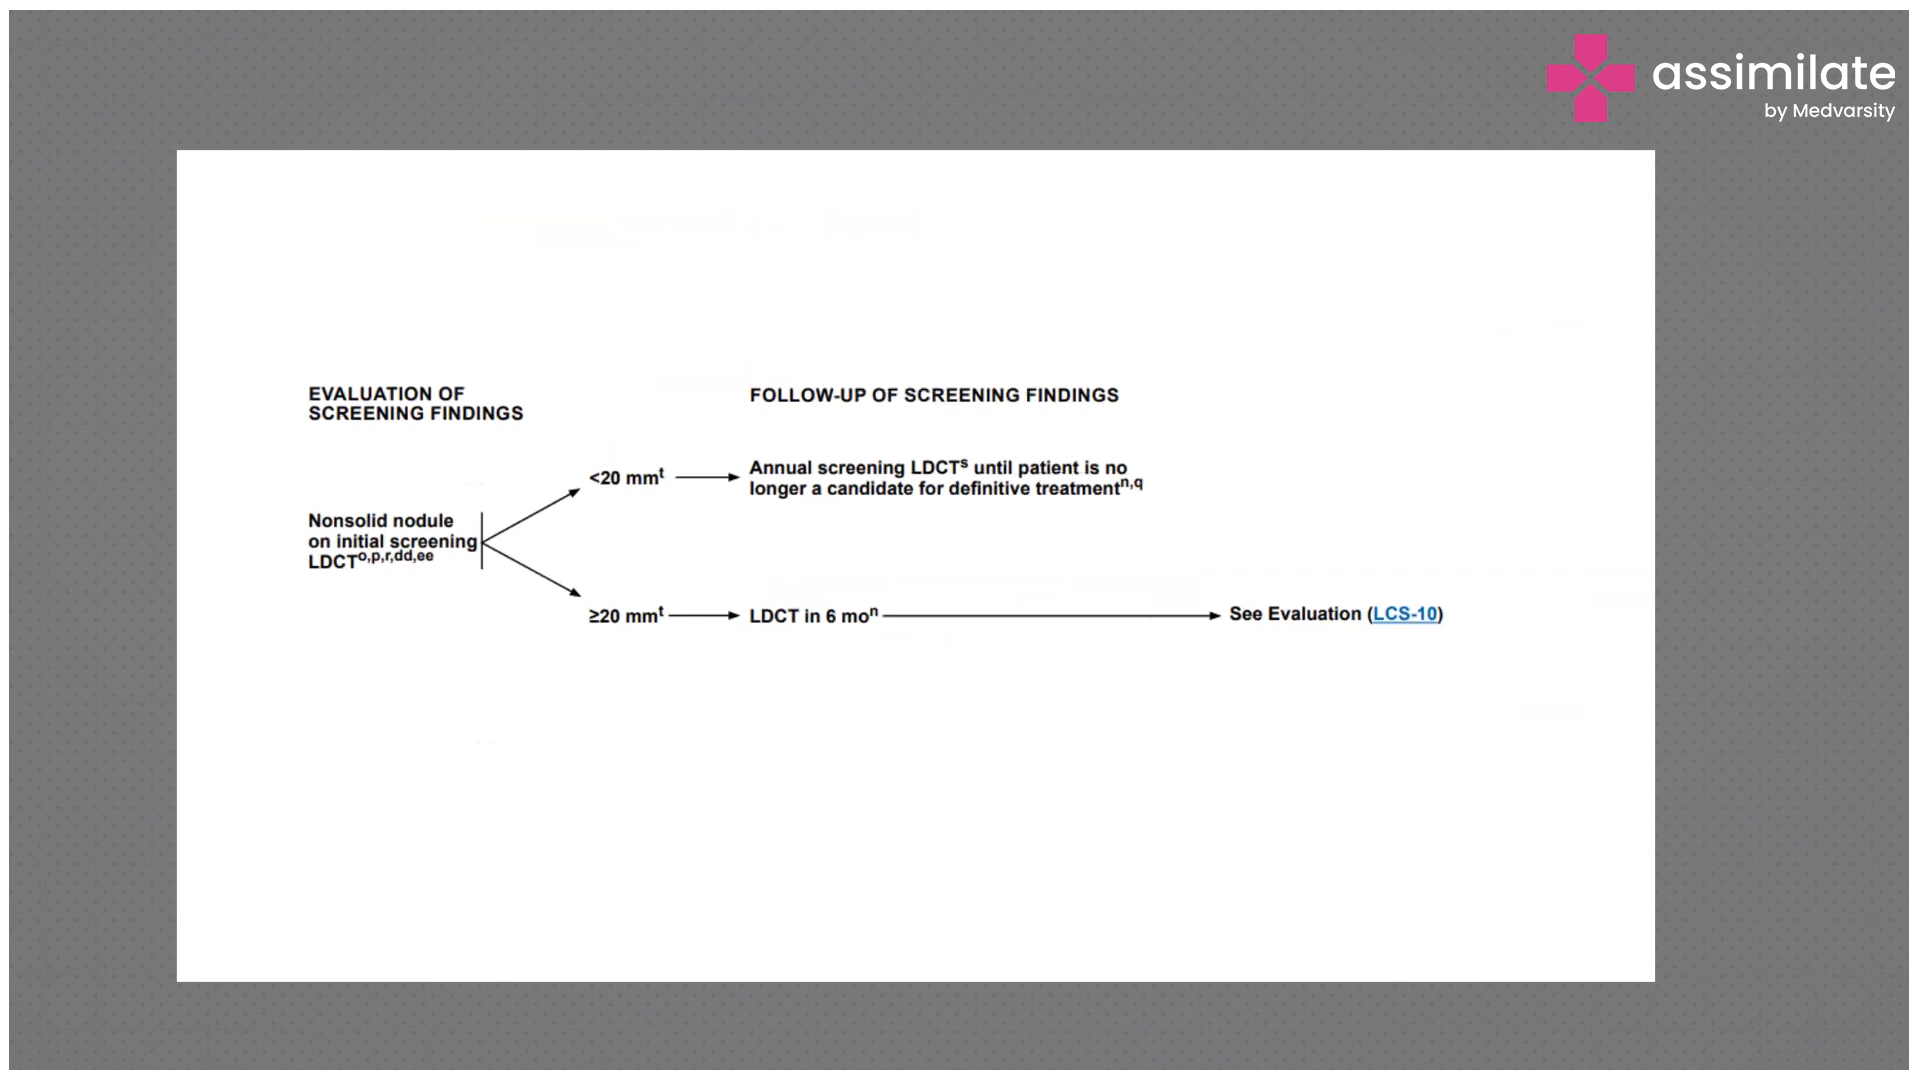 assimilate
by Medvarsity
EVALUATION OF
SCREENING FINDINGS
FOLLOW-UP OF SCREENING FINDINGS
<20 mmᵗ
Annual screening LDCTˢ until patient is no
longer a candidate for definitive treatmentⁿ,q
Nonsolid nodule
on initial screening
LDCTo,p,r,dd,ee
≥20 mmᵗ
LDCT in 6 moⁿ
See Evaluation (LCS-10)